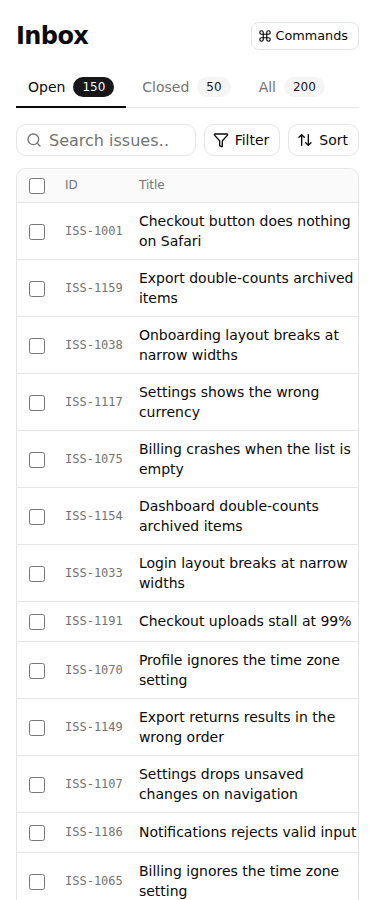 Inbox
Commands
Open 150 Closed 50 All 200
Search issues..
Filter
Sort
ID Title
ISS-1001 Checkout button does nothing
on Safari
ISS-1159 Export double-counts archived
items
ISS-1038 Onboarding layout breaks at
narrow widths
ISS-1117 Settings shows the wrong
currency
ISS-1075 Billing crashes when the list is
empty
ISS-1154 Dashboard double-counts
archived items
ISS-1033 Login layout breaks at narrow
widths
ISS-1191 Checkout uploads stall at 99%
ISS-1070 Profile ignores the time zone
setting
ISS-1149 Export returns results in the
wrong order
ISS-1107 Settings drops unsaved
changes on navigation
ISS-1186 Notifications rejects valid input
ISS-1065 Billing ignores the time zone
setting